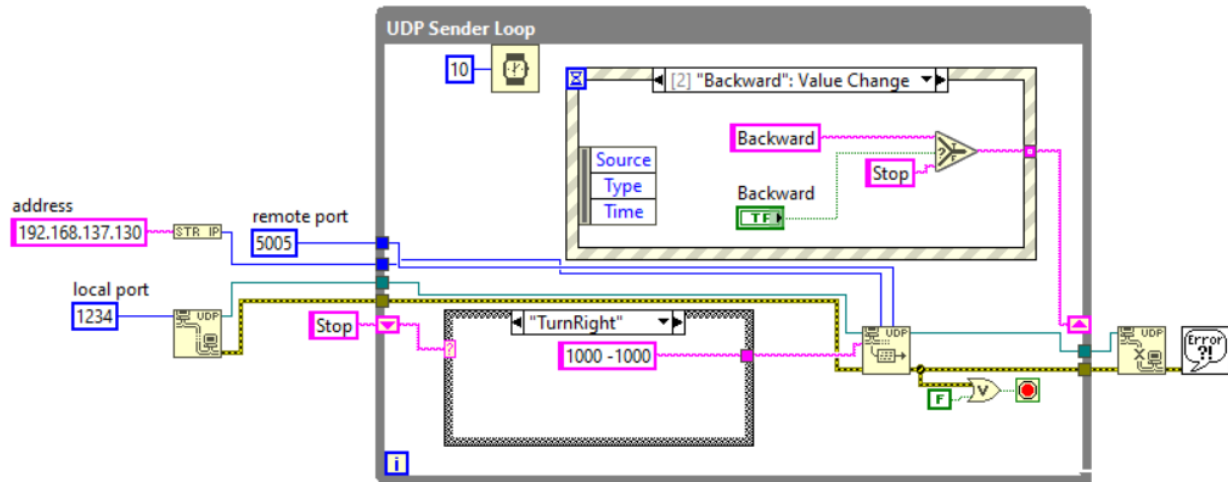 UDP Sender Loop
10
[2] "Backward": Value Change
Backward
Source
Type
Time
Stop
Backward
TF
T
?
F
address
192.168.137.130
STR IP
remote port
5005
local port
1234
UDP
Stop
"TurnRight"
?
1000 -1000
UDP
UDP
Error
?!
F
V
i